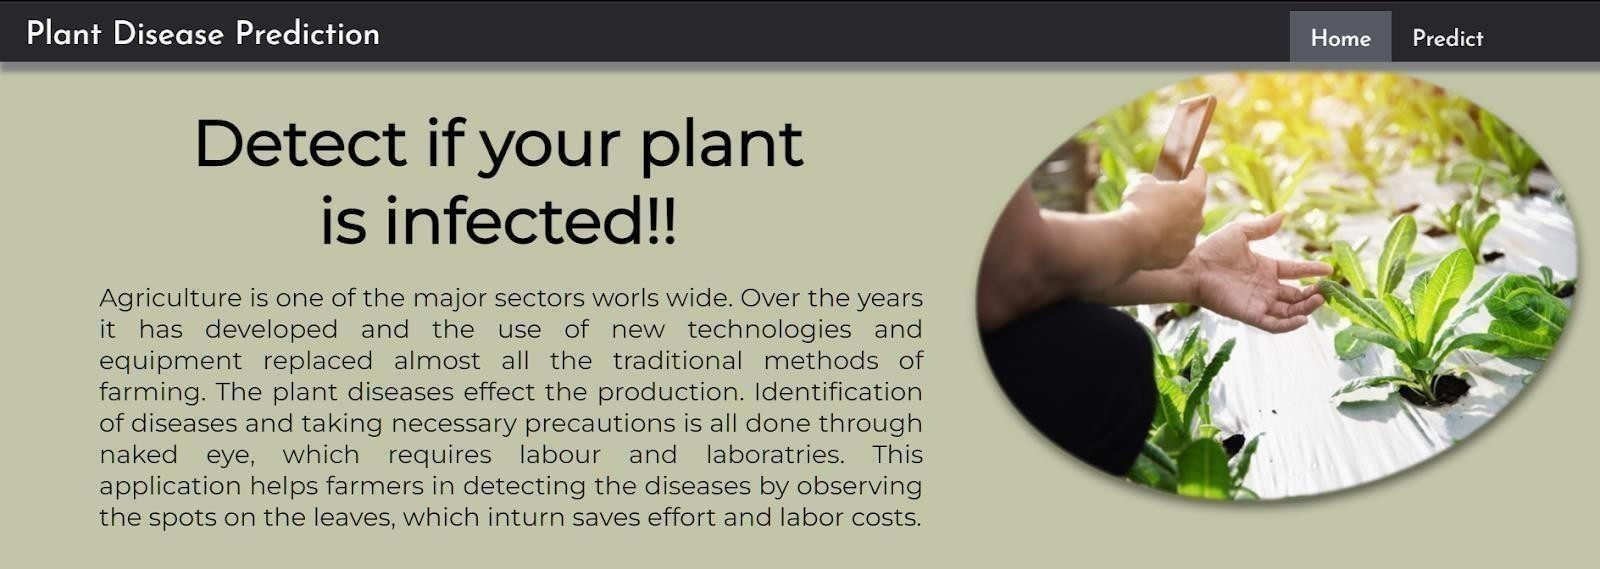 Plant Disease Prediction
Home
Predict
Detect if your plant
is infected!!
Agriculture is one of the major sectors worls wide. Over the years
it has developed and the use of new technologies and
equipment replaced almost all the traditional methods of
farming. The plant diseases effect the production. Identification
of diseases and taking necessary precautions is all done through
naked eye, which requires labour and laboratries. This
application helps farmers in detecting the diseases by observing
the spots on the leaves, which inturn saves effort and labor costs.